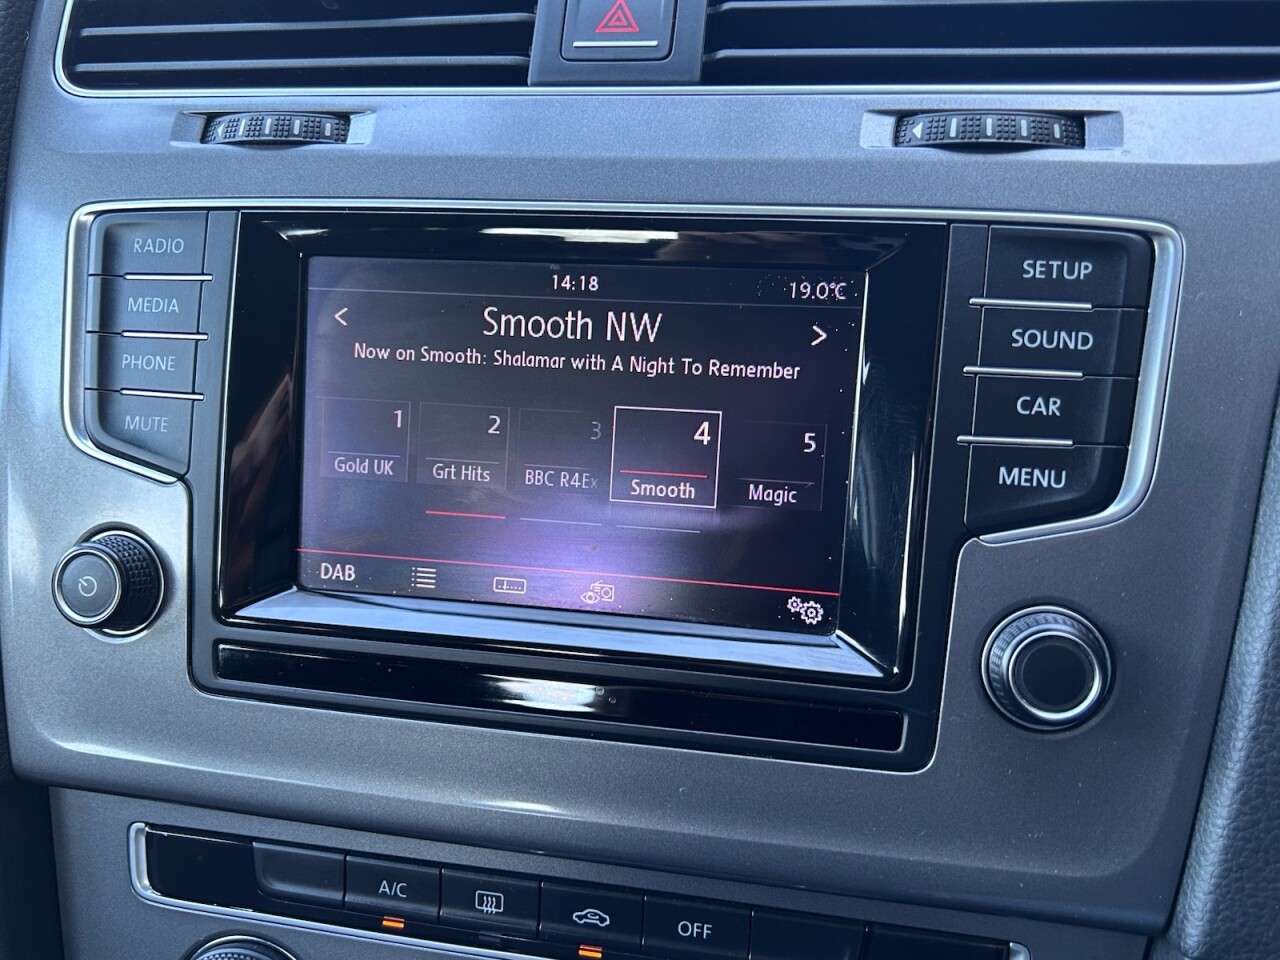 RADIO
MEDIA
PHONE
MUTE
14:18
19.0°C
<
Smooth NW
>
Now on Smooth: Shalamar with A Night To Remember
1
Gold UK
2
Grt Hits
3
BBC R4Ex
4
Smooth
5
Magic
DAB
SETUP
SOUND
CAR
MENU
A/C
OFF